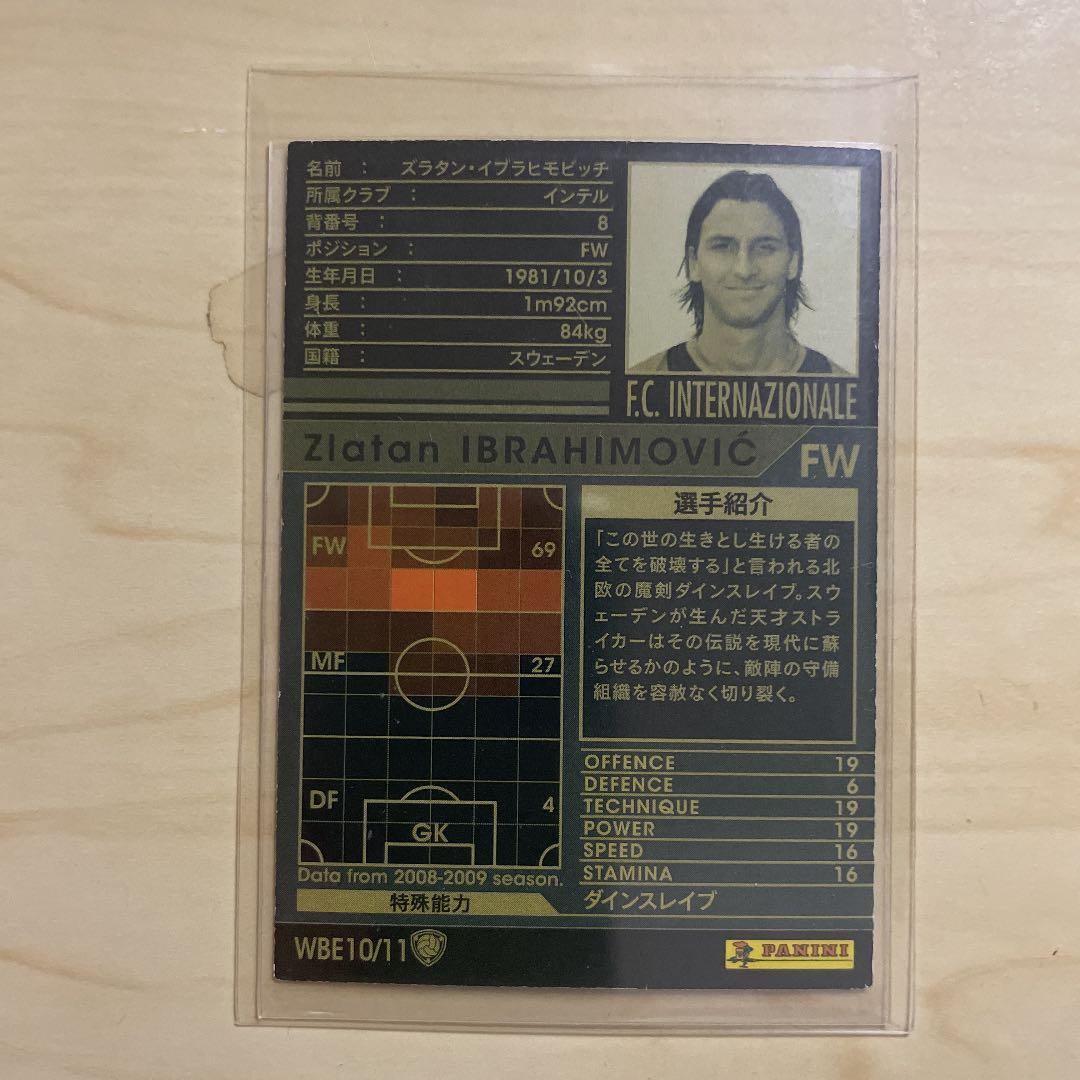 名前 : ズラタン・イブラヒモビッチ
所属クラブ : インテル
背番号 : 8
ポジション : FW
生年月日 : 1981/10/3
身長 : 1m92cm
体重 : 84kg
国籍 : スウェーデン
F.C. INTERNAZIONALE
Zlatan IBRAHIMOVIĆ FW
FW 69
MF 27
DF 4
GK
Data from 2008-2009 season.
選手紹介
「この世の生きとし生ける者の
全てを破壊する」と言われる北
欧の魔剣ダインスレイブ。スウ
ェーデンが生んだ天才ストラ
イカーはその伝説を現代に蘇
らせるかのように、敵陣の守備
組織を容赦なく切り裂く。
OFFENCE 19
DEFENCE 6
TECHNIQUE 19
POWER 19
SPEED 16
STAMINA 16
特殊能力 ダインスレイブ
WBE10/11
PANINI